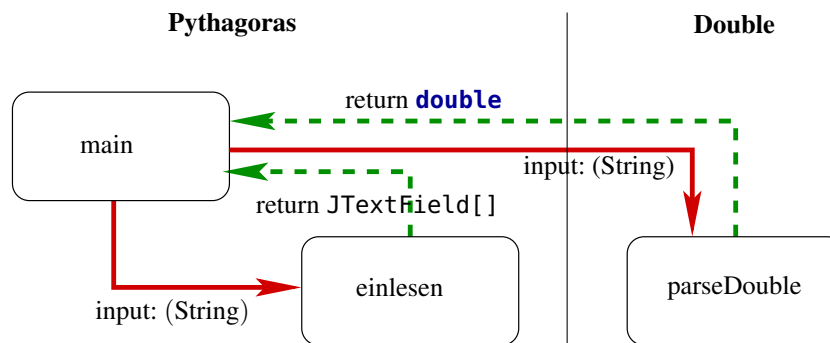 Pythagoras
Double
return double
main
input: (String)
return JTextField[]
einlesen
parseDouble
input: (String)